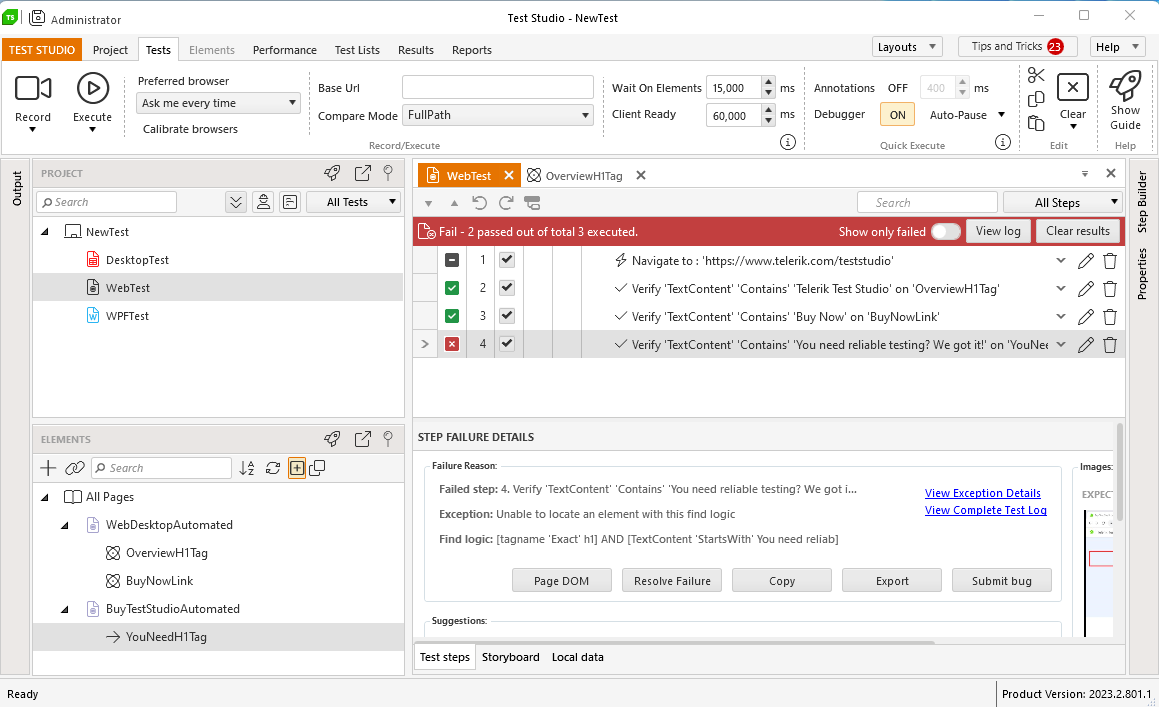 TS
Administrator
Test Studio - NewTest
TEST STUDIO
Project
Tests
Elements
Performance
Test Lists
Results
Reports
Layouts
Tips and Tricks 23
Help
Record
Execute
Preferred browser
Ask me every time
Calibrate browsers
Base Url
Compare Mode FullPath
Record/Execute
Wait On Elements 15,000 ms
Client Ready 60,000 ms
Annotations OFF 400 ms
Debugger ON Auto-Pause
Quick Execute
Clear
Edit
Show
Guide
Help
Output
PROJECT
Search
All Tests
NewTest
DesktopTest
WebTest
WPFTest
ELEMENTS
Search
All Pages
WebDesktopAutomated
OverviewH1Tag
BuyNowLink
BuyTestStudioAutomated
YouNeedH1Tag
WebTest
OverviewH1Tag
Search
All Steps
Fail - 2 passed out of total 3 executed.
Show only failed
View log
Clear results
1 Navigate to : 'https://www.telerik.com/teststudio'
2 Verify 'TextContent' 'Contains' 'Telerik Test Studio' on 'OverviewH1Tag'
3 Verify 'TextContent' 'Contains' 'Buy Now' on 'BuyNowLink'
4 Verify 'TextContent' 'Contains' 'You need reliable testing? We got it!' on 'YouNee
STEP FAILURE DETAILS
Failure Reason:
Failed step: 4. Verify 'TextContent' 'Contains' 'You need reliable testing? We got i...
Exception: Unable to locate an element with this find logic
Find logic: [tagname 'Exact' h1] AND [TextContent 'StartsWith' You need reliab]
View Exception Details
View Complete Test Log
Page DOM
Resolve Failure
Copy
Export
Submit bug
Suggestions:
Images:
EXPECT
Test steps
Storyboard
Local data
Step Builder
Properties
Ready
Product Version: 2023.2.801.1